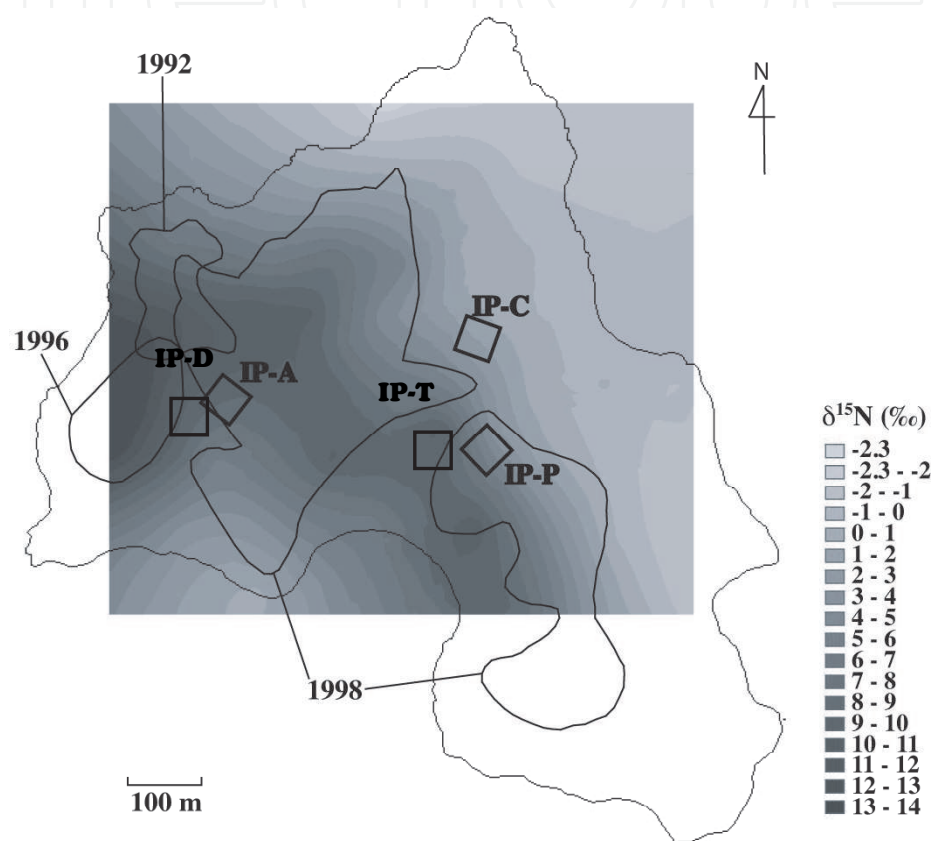 1992
N
IP-C
1996
IP-D
IP-A
IP-T
IP-P
1998
100 m
δ¹⁵N (‰)
-2.3
-2.3 - -2
-2 - -1
-1 - 0
0 - 1
1 - 2
2 - 3
3 - 4
4 - 5
5 - 6
6 - 7
7 - 8
8 - 9
9 - 10
10 - 11
11 - 12
12 - 13
13 - 14